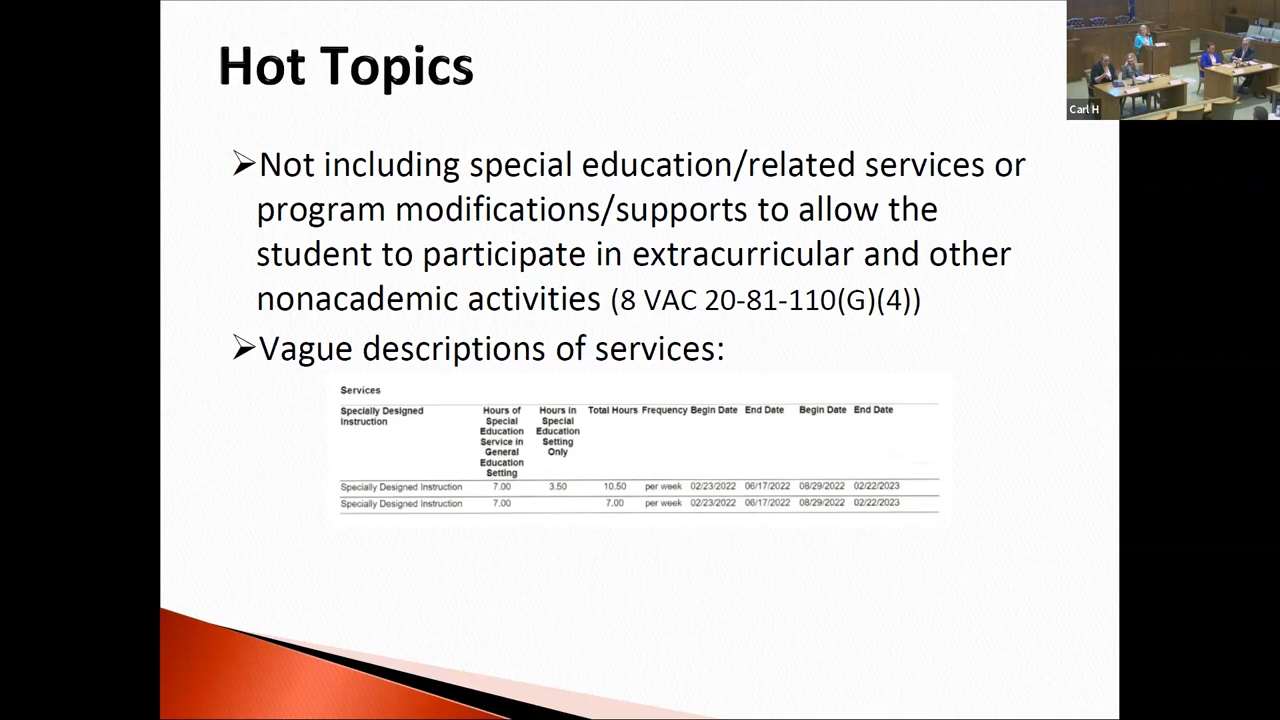 Hot Topics
Carl H
➢Not including special education/related services or
program modifications/supports to allow the
student to participate in extracurricular and other
nonacademic activities (8 VAC 20-81-110(G)(4))
➢Vague descriptions of services:
Services
Specially Designed Instruction Hours of Special Education Service in General Education Setting Hours in Special Education Setting Only Total Hours Frequency Begin Date End Date Begin Date End Date
Specially Designed Instruction 7.00 3.50 10.50 per week 02/23/2022 06/17/2022 08/29/2022 02/22/2023
Specially Designed Instruction 7.00 7.00 per week 02/23/2022 06/17/2022 08/29/2022 02/22/2023